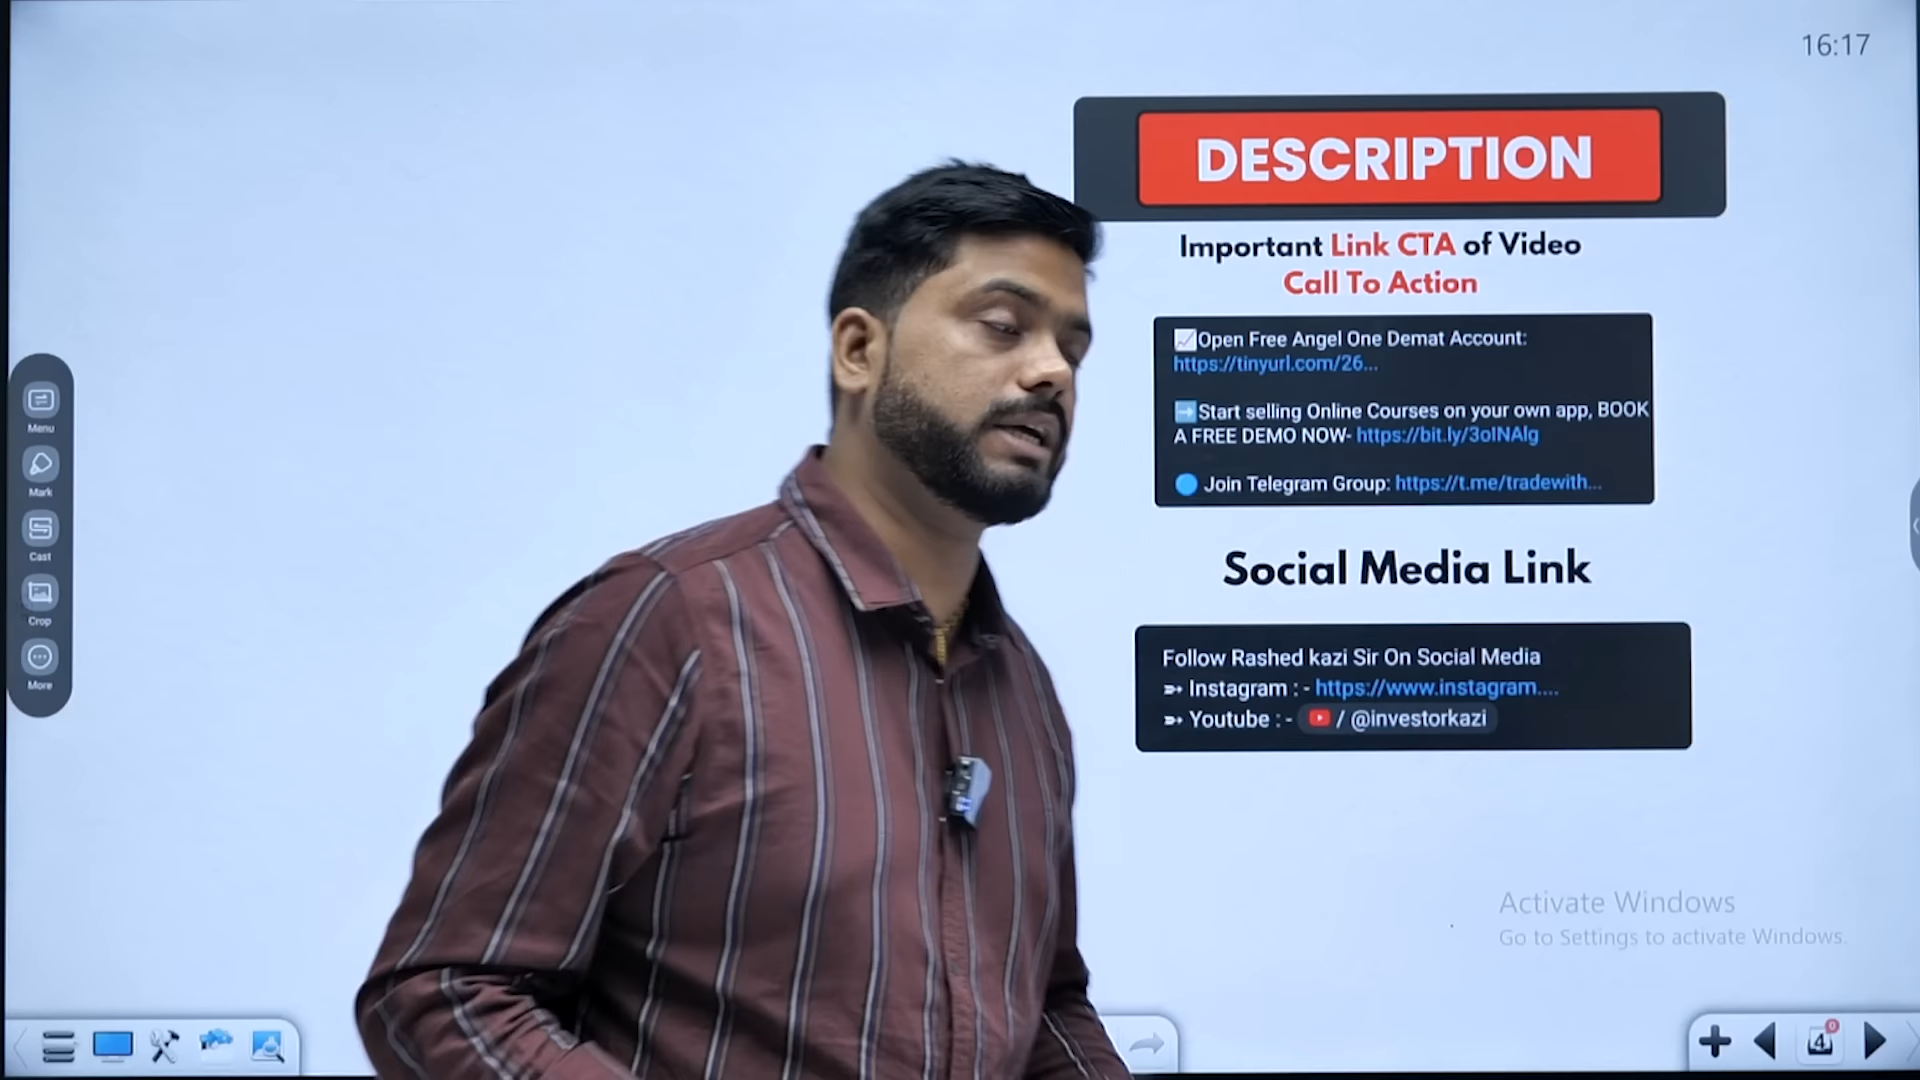 16:17
DESCRIPTION
Important Link CTA of Video
Call To Action
Open Free Angel One Demat Account:
https://tinyurl.com/26...
Start selling Online Courses on your own app, BOOK
A FREE DEMO NOW- https://bit.ly/3oINAlg
Join Telegram Group: https://t.me/tradewith...
Social Media Link
Follow Rashed kazi Sir On Social Media
➽ Instagram : - https://www.instagram....
➽ Youtube : - / @investorkazi
Menu
Mark
Cast
Crop
More
Activate Windows
Go to Settings to activate Windows.
4
0